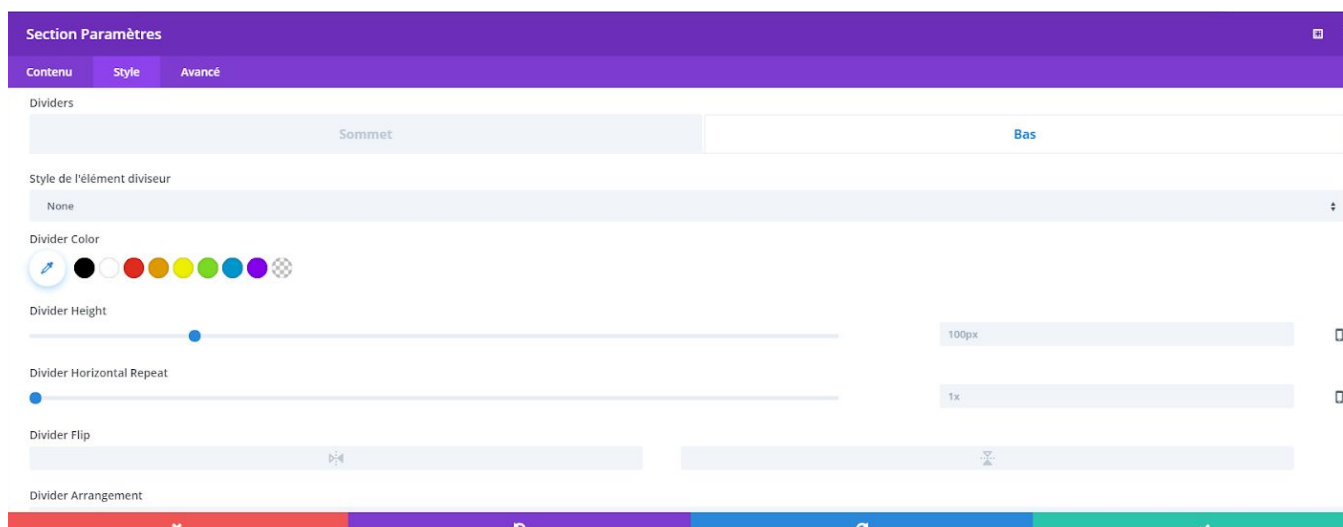 Section Paramètres
Contenu Style Avancé
Dividers
Sommet Bas
Style de l'élément diviseur
None
Divider Color
Divider Height
100px
Divider Horizontal Repeat
1x
Divider Flip
Divider Arrangement